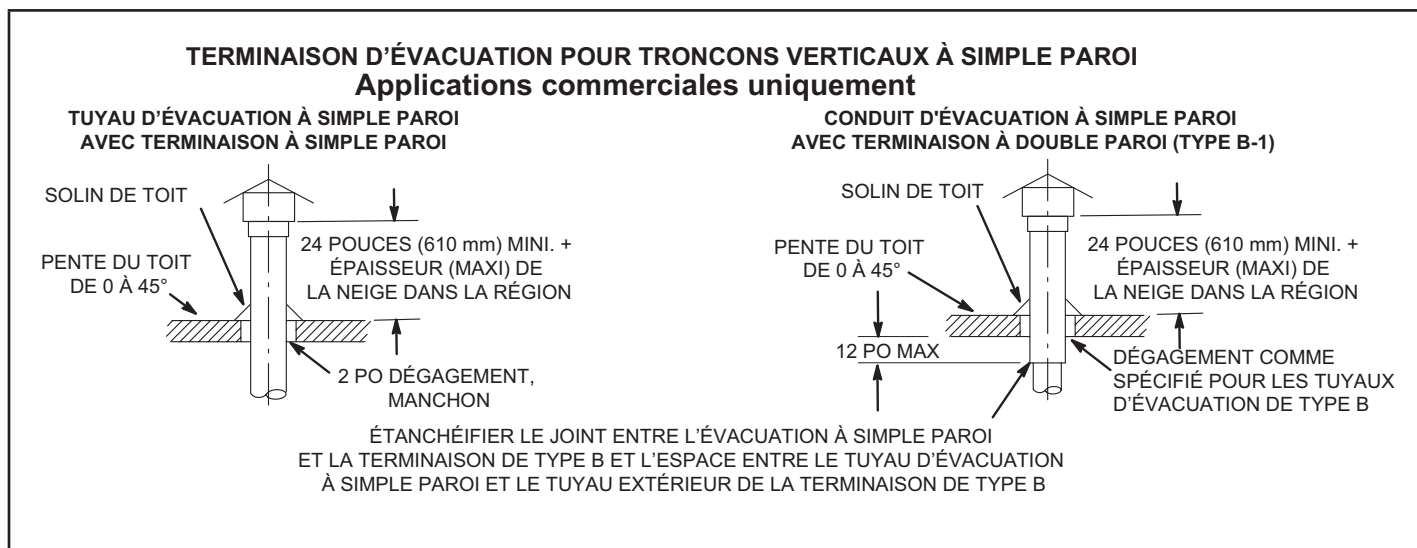 TERMINAISON D'ÉVACUATION POUR TRONCONS VERTICAUX À SIMPLE PAROI
Applications commerciales uniquement
TUYAU D'ÉVACUATION À SIMPLE PAROI
AVEC TERMINAISON À SIMPLE PAROI
SOLIN DE TOIT
PENTE DU TOIT
DE 0 À 45°
24 POUCES (610 mm) MINI. +
ÉPAISSEUR (MAXI) DE
LA NEIGE DANS LA RÉGION
2 PO DÉGAGEMENT,
MANCHON
CONDUIT D'ÉVACUATION À SIMPLE PAROI
AVEC TERMINAISON À DOUBLE PAROI (TYPE B-1)
SOLIN DE TOIT
PENTE DU TOIT
DE 0 À 45°
24 POUCES (610 mm) MINI. +
ÉPAISSEUR (MAXI) DE
LA NEIGE DANS LA RÉGION
12 PO MAX
DÉGAGEMENT COMME
SPÉCIFIÉ POUR LES TUYAUX
D'ÉVACUATION DE TYPE B
ÉTANCHÉIFIER LE JOINT ENTRE L'ÉVACUATION À SIMPLE PAROI
ET LA TERMINAISON DE TYPE B ET L'ESPACE ENTRE LE TUYAU D'ÉVACUATION
À SIMPLE PAROI ET LE TUYAU EXTÉRIEUR DE LA TERMINAISON DE TYPE B